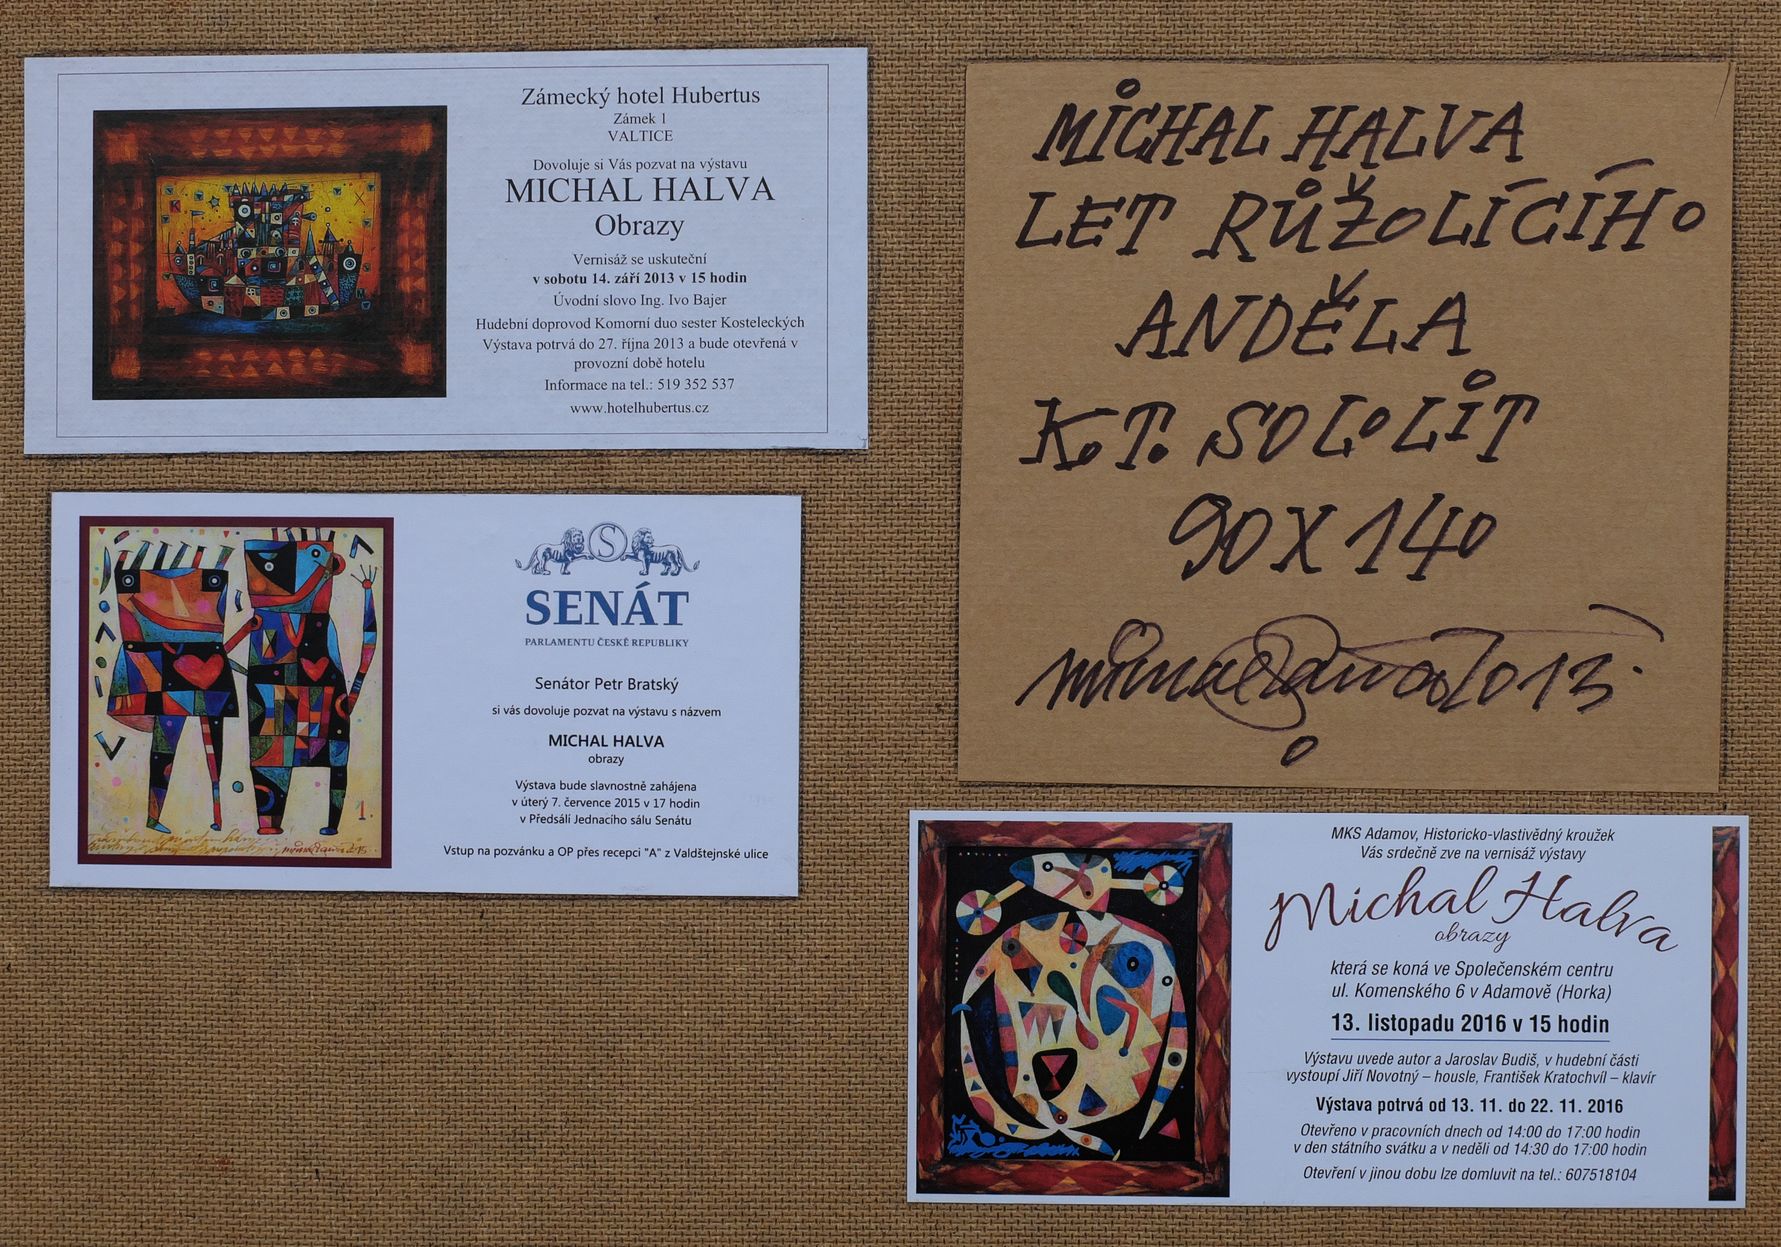 Zámecký hotel Hubertus
Zámek 1
VALTICE
Dovoluje si Vás pozvat na výstavu
MICHAL HALVA
Obrazy
Vernisáž se uskuteční
v sobotu 14. září 2013 v 15 hodin
Úvodní slovo Ing. Ivo Bajer
Hudební doprovod Komorní duo sester Kosteleckých
Výstava potrvá do 27. října 2013 a bude otevřená v
provozní době hotelu
Informace na tel.: 519 352 537
www.hotelhubertus.cz
MICHAL HALVA
LET RŮŽOLÍCÍHO
ANDĚLA
K.T. SOLOLIT
90 X 140
2013
S
SENÁT
PARLAMENTU ČESKÉ REPUBLIKY
Senátor Petr Bratský
si vás dovoluje pozvat na výstavu s názvem
MICHAL HALVA
obrazy
Výstava bude slavnostně zahájena
v úterý 7. července 2015 v 17 hodin
v Předsálí Jednacího sálu Senátu
Vstup na pozvánku a OP přes recepci "A" z Valdštejnské ulice
1.
MKS Adamov, Historicko-vlastivědný kroužek
Vás srdečně zve na vernisáž výstavy
Michal Halva
obrazy
která se koná ve Společenském centru
ul. Komenského 6 v Adamově (Horka)
13. listopadu 2016 v 15 hodin
Výstavu uvede autor a Jaroslav Budiš, v hudební části
vystoupí Jiří Novotný – housle, František Kratochvíl – klavír
Výstava potrvá od 13. 11. do 22. 11. 2016
Otevřeno v pracovních dnech od 14:00 do 17:00 hodin
v den státního svátku a v neděli od 14:30 do 17:00 hodin
Otevření v jinou dobu lze domluvit na tel.: 607518104